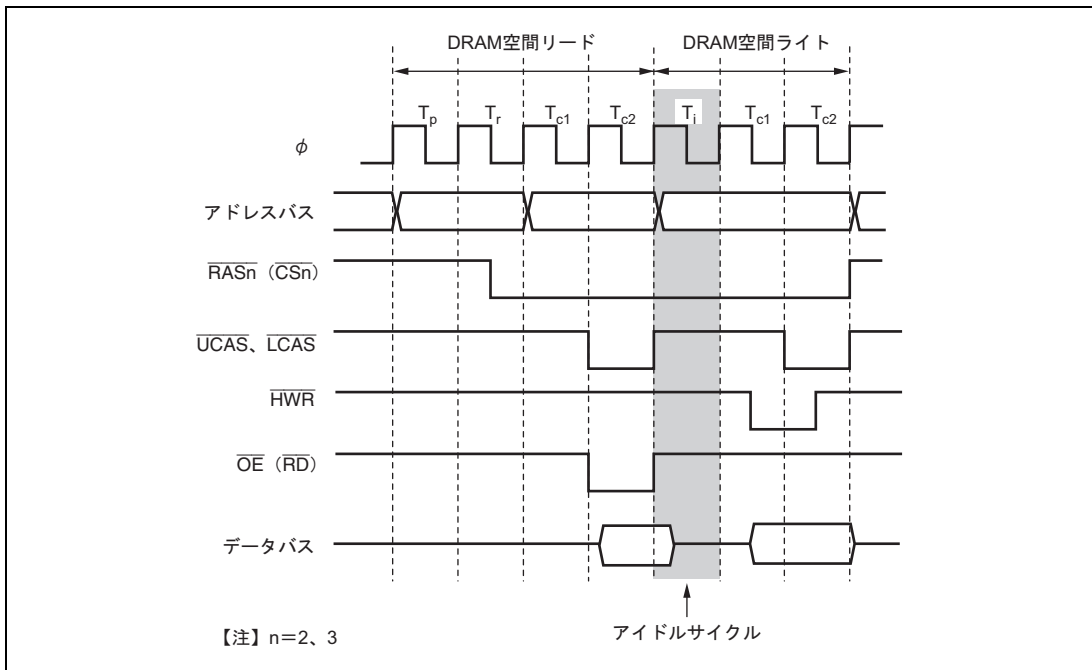 DRAM空間リード DRAM空間ライト
Tp Tr Tc1 Tc2 Ti Tc1 Tc2
φ
アドレスバス
RASn（CSn）
UCAS、LCAS
HWR
OE（RD）
データバス
アイドルサイクル
【注】n＝2、3